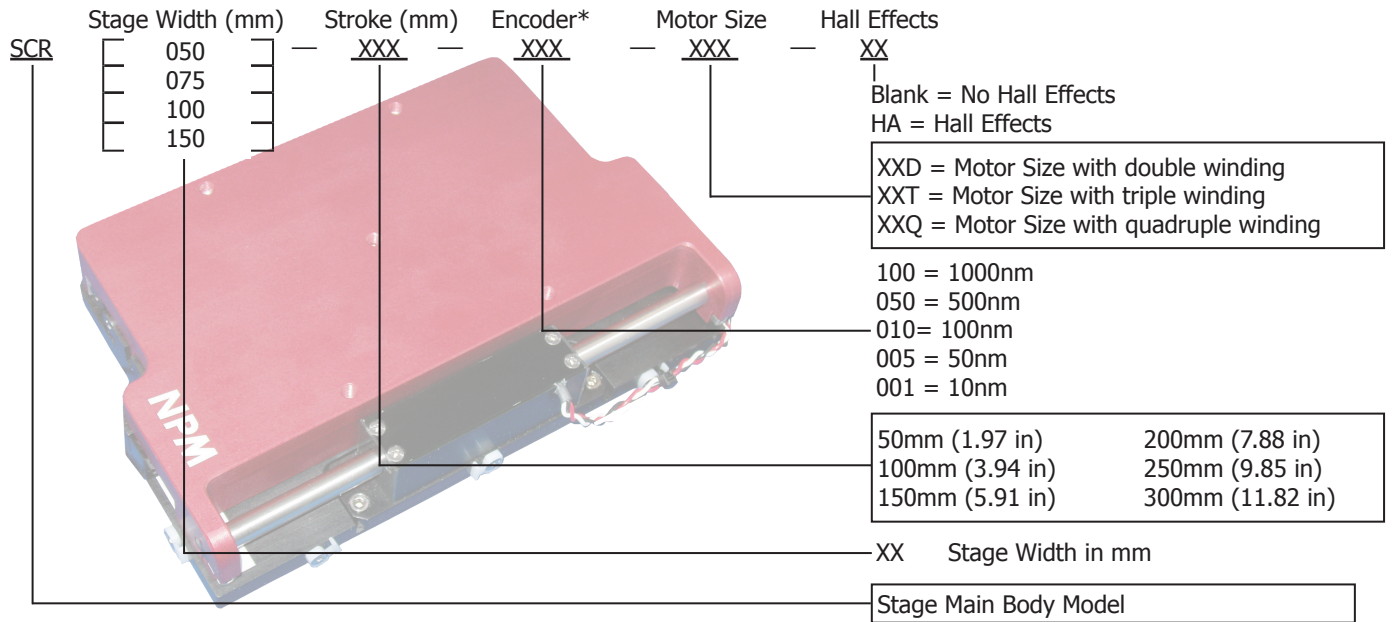 Stage Width (mm) Stroke (mm) Encoder* Motor Size Hall Effects
SCR 050 — XXX — XXX — XXX — XX
075
100
150
Blank = No Hall Effects
HA = Hall Effects
XXD = Motor Size with double winding
XXT = Motor Size with triple winding
XXQ = Motor Size with quadruple winding
100 = 1000nm
050 = 500nm
010= 100nm
005 = 50nm
001 = 10nm
50mm (1.97 in) 200mm (7.88 in)
100mm (3.94 in) 250mm (9.85 in)
150mm (5.91 in) 300mm (11.82 in)
XX Stage Width in mm
Stage Main Body Model
NPM